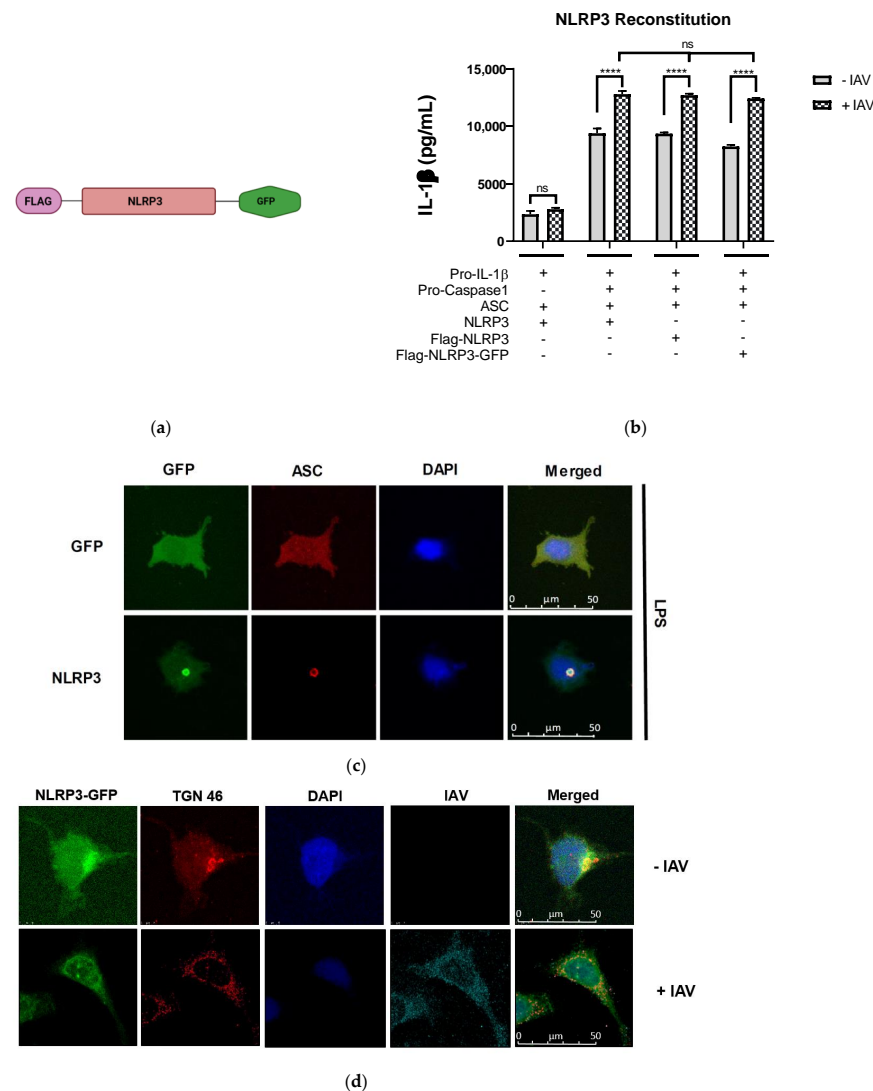 FLAG
NLRP3
GFP
(a)
NLRP3 Reconstitution
ns
**** **** ****
ns
- IAV
+ IAV
IL-1β (pg/mL)
15,000
10,000
5000
0
Pro-IL-1β + + + +
Pro-Caspase1 - + + +
ASC + + + +
NLRP3 + + - -
Flag-NLRP3 - - + -
Flag-NLRP3-GFP - - - +
(b)
GFP ASC DAPI Merged
GFP
0 μm 50
NLRP3
0 μm 50
LPS
(c)
NLRP3-GFP TGN 46 DAPI IAV Merged
- IAV
0 μm 50
+ IAV
0 μm 50
(d)